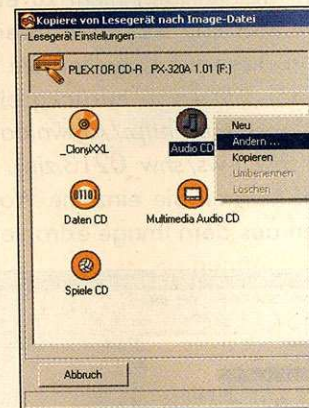 Kopiere von Lesegerät nach Image-Datei
Lesegerät Einstellungen
PLEXTOR CD-R PX-320A 1.01 (F:)
_ClonyXXL
Audio CD
Neu
Ändern ...
Kopieren
Umbenennen
Löschen
Daten CD
Multimedia Audio CD
Spiele CD
Abbruch